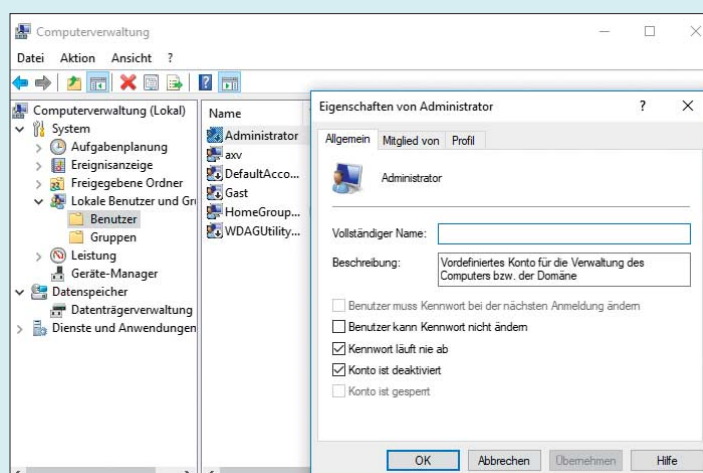 Computerverwaltung
Datei Aktion Ansicht ?
Computerverwaltung (Lokal)
System
Aufgabenplanung
Ereignisanzeige
Freigegebene Ordner
Lokale Benutzer und Gru
Benutzer
Gruppen
Leistung
Geräte-Manager
Datenspeicher
Datenträgerverwaltung
Dienste und Anwendungen
Name
Administrator
axv
DefaultAcco...
Gast
HomeGroup...
WDAGUtility...
Eigenschaften von Administrator ?
Allgemein Mitglied von Profil
Administrator
Vollständiger Name:
Beschreibung: Vordefiniertes Konto für die Verwaltung des
Computers bzw. der Domäne
Benutzer muss Kennwort bei der nächsten Anmeldung ändern
Benutzer kann Kennwort nicht ändern
Kennwort läuft nie ab
Konto ist deaktiviert
Konto ist gesperrt
OK Abbrechen Übernehmen Hilfe